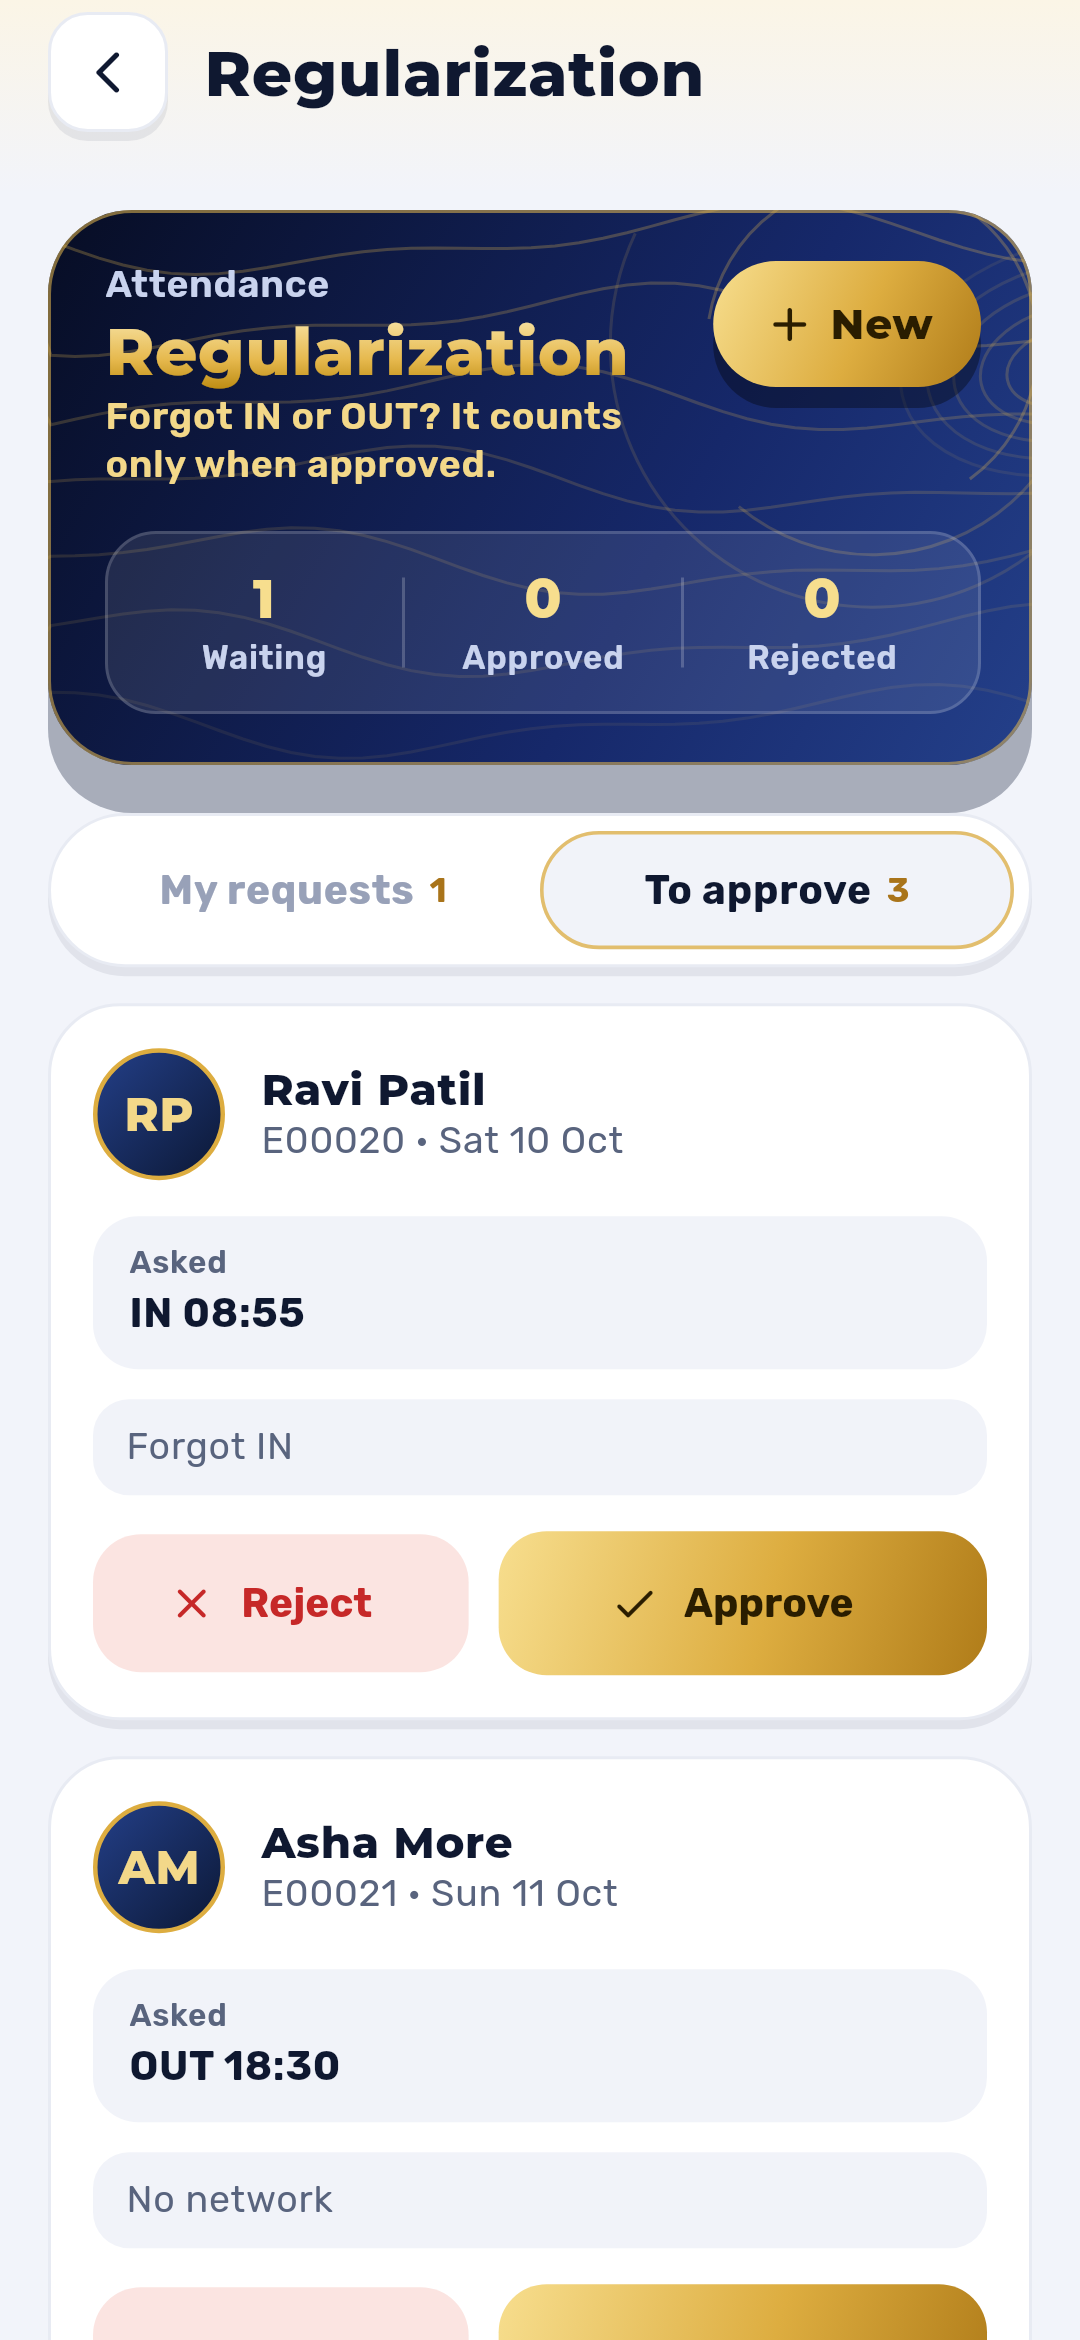 Regularization
Attendance
Regularization
+ New
Forgot IN or OUT? It counts
only when approved.
1 0 0
Waiting Approved Rejected
My requests 1 To approve 3
RP
Ravi Patil
E00020 • Sat 10 Oct
Asked
IN 08:55
Forgot IN
Reject Approve
AM
Asha More
E00021 • Sun 11 Oct
Asked
OUT 18:30
No network